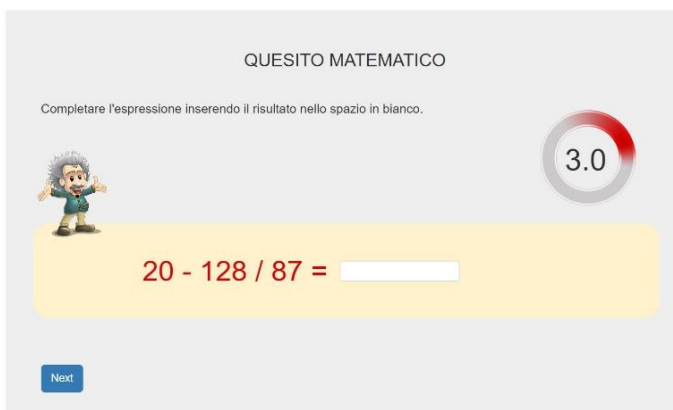 QUESITO MATEMATICO
Completare l'espressione inserendo il risultato nello spazio in bianco.
3.0
20 - 128 / 87 =
Next